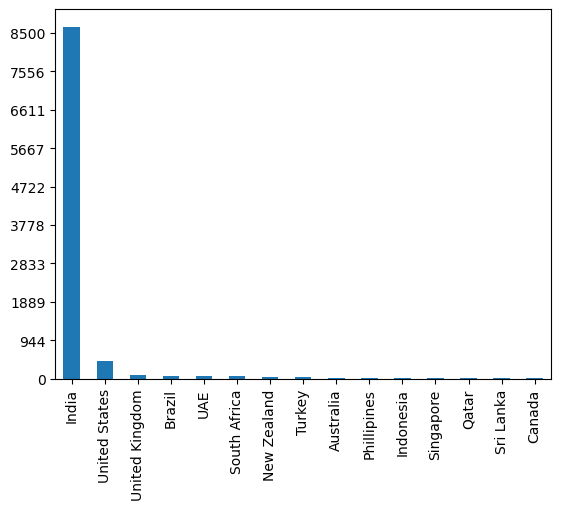 8500
7556
6611
5667
4722
3778
2833
1889
944
0
India
United States
United Kingdom
Brazil
UAE
South Africa
New Zealand
Turkey
Australia
Phillipines
Indonesia
Singapore
Qatar
Sri Lanka
Canada